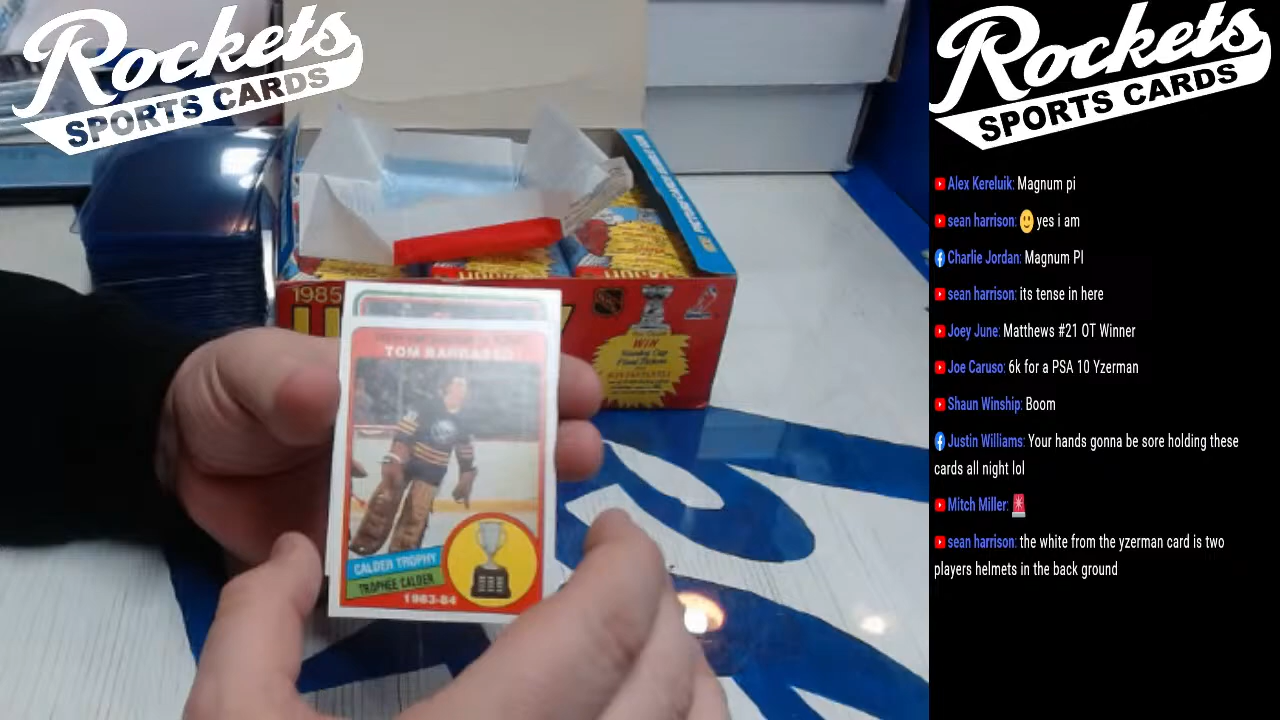 Rockets
SPORTS CARDS
Rockets
SPORTS CARDS
Alex Kereluik: Magnum pi
sean harrison: 🙂 yes i am
Charlie Jordan: Magnum PI
sean harrison: its tense in here
Joey June: Matthews #21 OT Winner
Joe Caruso: 6k for a PSA 10 Yzerman
Shaun Winship: Boom
Justin Williams: Your hands gonna be sore holding these
cards all night lol
Mitch Miller: 🚨
sean harrison: the white from the yzerman card is two
players helmets in the back ground
1985
NHL
WIN
TOM BARRASSO
CALDER TROPHY
TROPHEE CALDER
1983-84